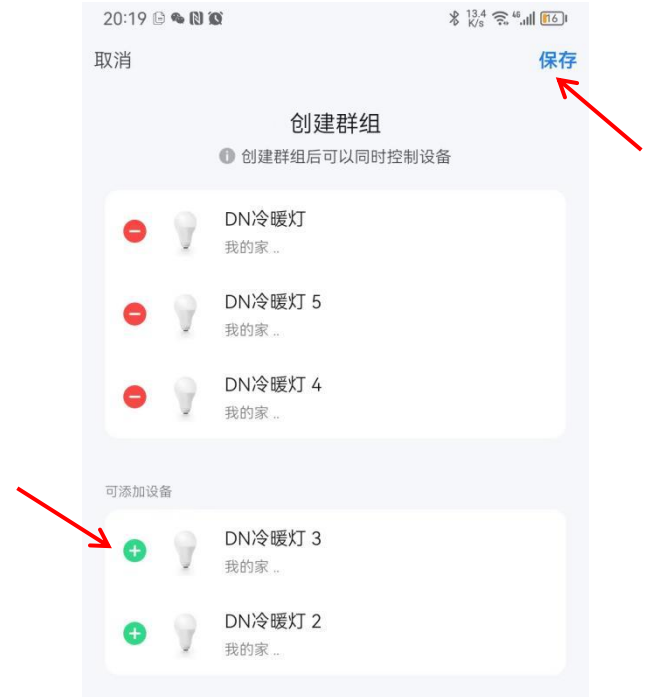 20:19
13.4 K/s 4G 16
取消
保存
创建群组
创建群组后可以同时控制设备
DN冷暖灯
我的家 ..
DN冷暖灯 5
我的家 ..
DN冷暖灯 4
我的家 ..
可添加设备
DN冷暖灯 3
我的家 ..
DN冷暖灯 2
我的家 ..